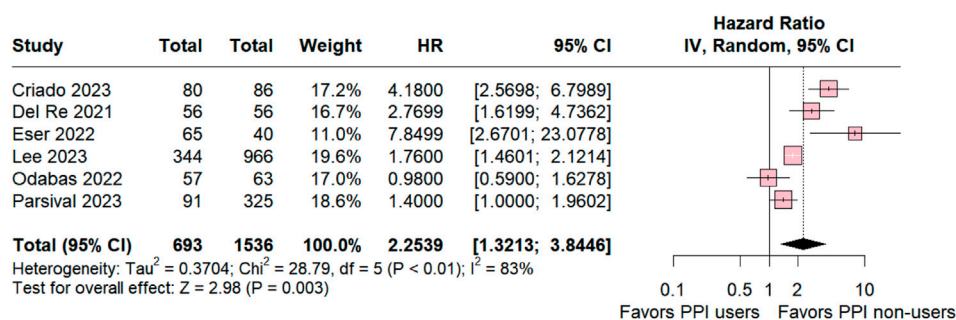 Hazard Ratio
Study Total Total Weight HR 95% CI IV, Random, 95% CI
Criado 2023 80 86 17.2% 4.1800 [2.5698; 6.7989]
Del Re 2021 56 56 16.7% 2.7699 [1.6199; 4.7362]
Eser 2022 65 40 11.0% 7.8499 [2.6701; 23.0778]
Lee 2023 344 966 19.6% 1.7600 [1.4601; 2.1214]
Odabas 2022 57 63 17.0% 0.9800 [0.5900; 1.6278]
Parsival 2023 91 325 18.6% 1.4000 [1.0000; 1.9602]
Total (95% CI) 693 1536 100.0% 2.2539 [1.3213; 3.8446]
Heterogeneity: Tau² = 0.3704; Chi² = 28.79, df = 5 (P < 0.01); I² = 83%
Test for overall effect: Z = 2.98 (P = 0.003)
0.1 0.5 1 2 10
Favors PPI users Favors PPI non-users